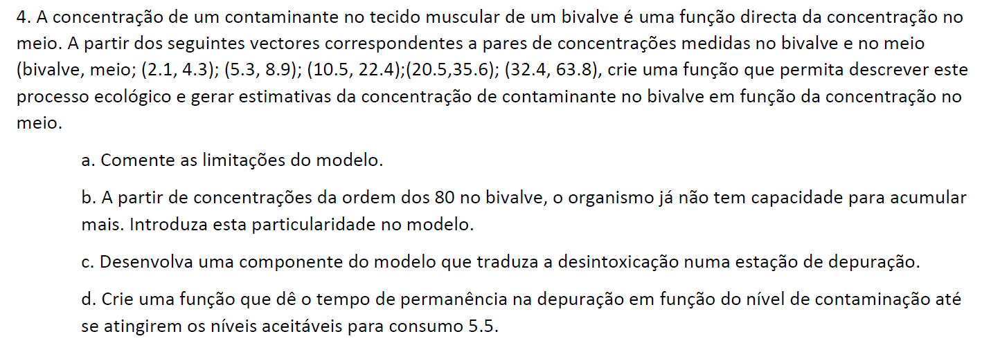 4. A concentração de um contaminante no tecido muscular de um bivalve é uma função directa da concentração no
meio. A partir dos seguintes vectores correspondentes a pares de concentrações medidas no bivalve e no meio
(bivalve, meio; (2.1, 4.3); (5.3, 8.9); (10.5, 22.4);(20.5,35.6); (32.4, 63.8), crie uma função que permita descrever este
processo ecológico e gerar estimativas da concentração de contaminante no bivalve em função da concentração no
meio.
a. Comente as limitações do modelo.
b. A partir de concentrações da ordem dos 80 no bivalve, o organismo já não tem capacidade para acumular
mais. Introduza esta particularidade no modelo.
c. Desenvolva uma componente do modelo que traduza a desintoxicação numa estação de depuração.
d. Crie uma função que dê o tempo de permanência na depuração em função do nível de contaminação até
se atingirem os níveis aceitáveis para consumo 5.5.